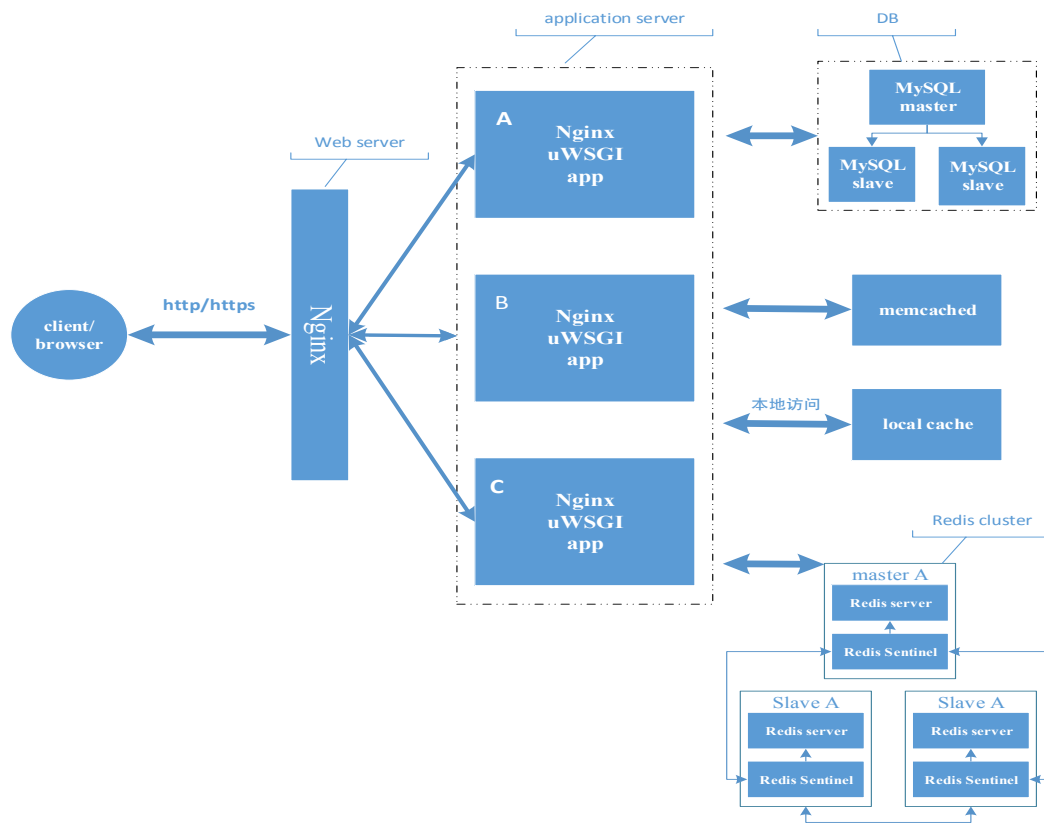 application server
DB
MySQL
master
MySQL
slave
MySQL
slave
Web server
A
Nginx
uWSGI
app
client/
browser
http/https
Nginx
B
Nginx
uWSGI
app
memcached
本地访问
local cache
C
Nginx
uWSGI
app
Redis cluster
master A
Redis server
Redis Sentinel
Slave A
Redis server
Redis Sentinel
Slave A
Redis server
Redis Sentinel